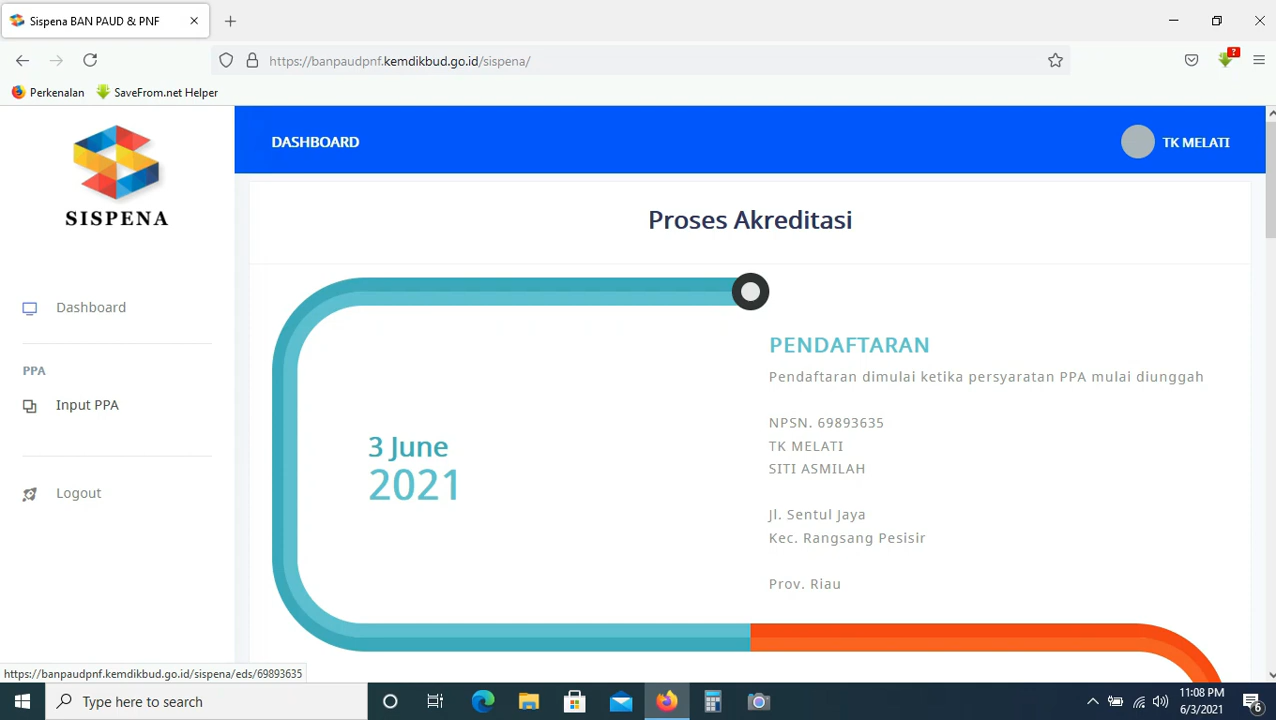 Sispena BAN PAUD & PNF
https://banpaudpnf.kemdikbud.go.id/sispena/
?
Perkenalan
SaveFrom.net Helper
SISPENA
DASHBOARD
TK MELATI
Proses Akreditasi
Dashboard
PPA
Input PPA
Logout
3 June
2021
PENDAFTARAN
Pendaftaran dimulai ketika persyaratan PPA mulai diunggah
NPSN. 69893635
TK MELATI
SITI ASMILAH
Jl. Sentul Jaya
Kec. Rangsang Pesisir
Prov. Riau
https://banpaudpnf.kemdikbud.go.id/sispena/eds/69893635
Type here to search
11:08 PM
6/3/2021
6